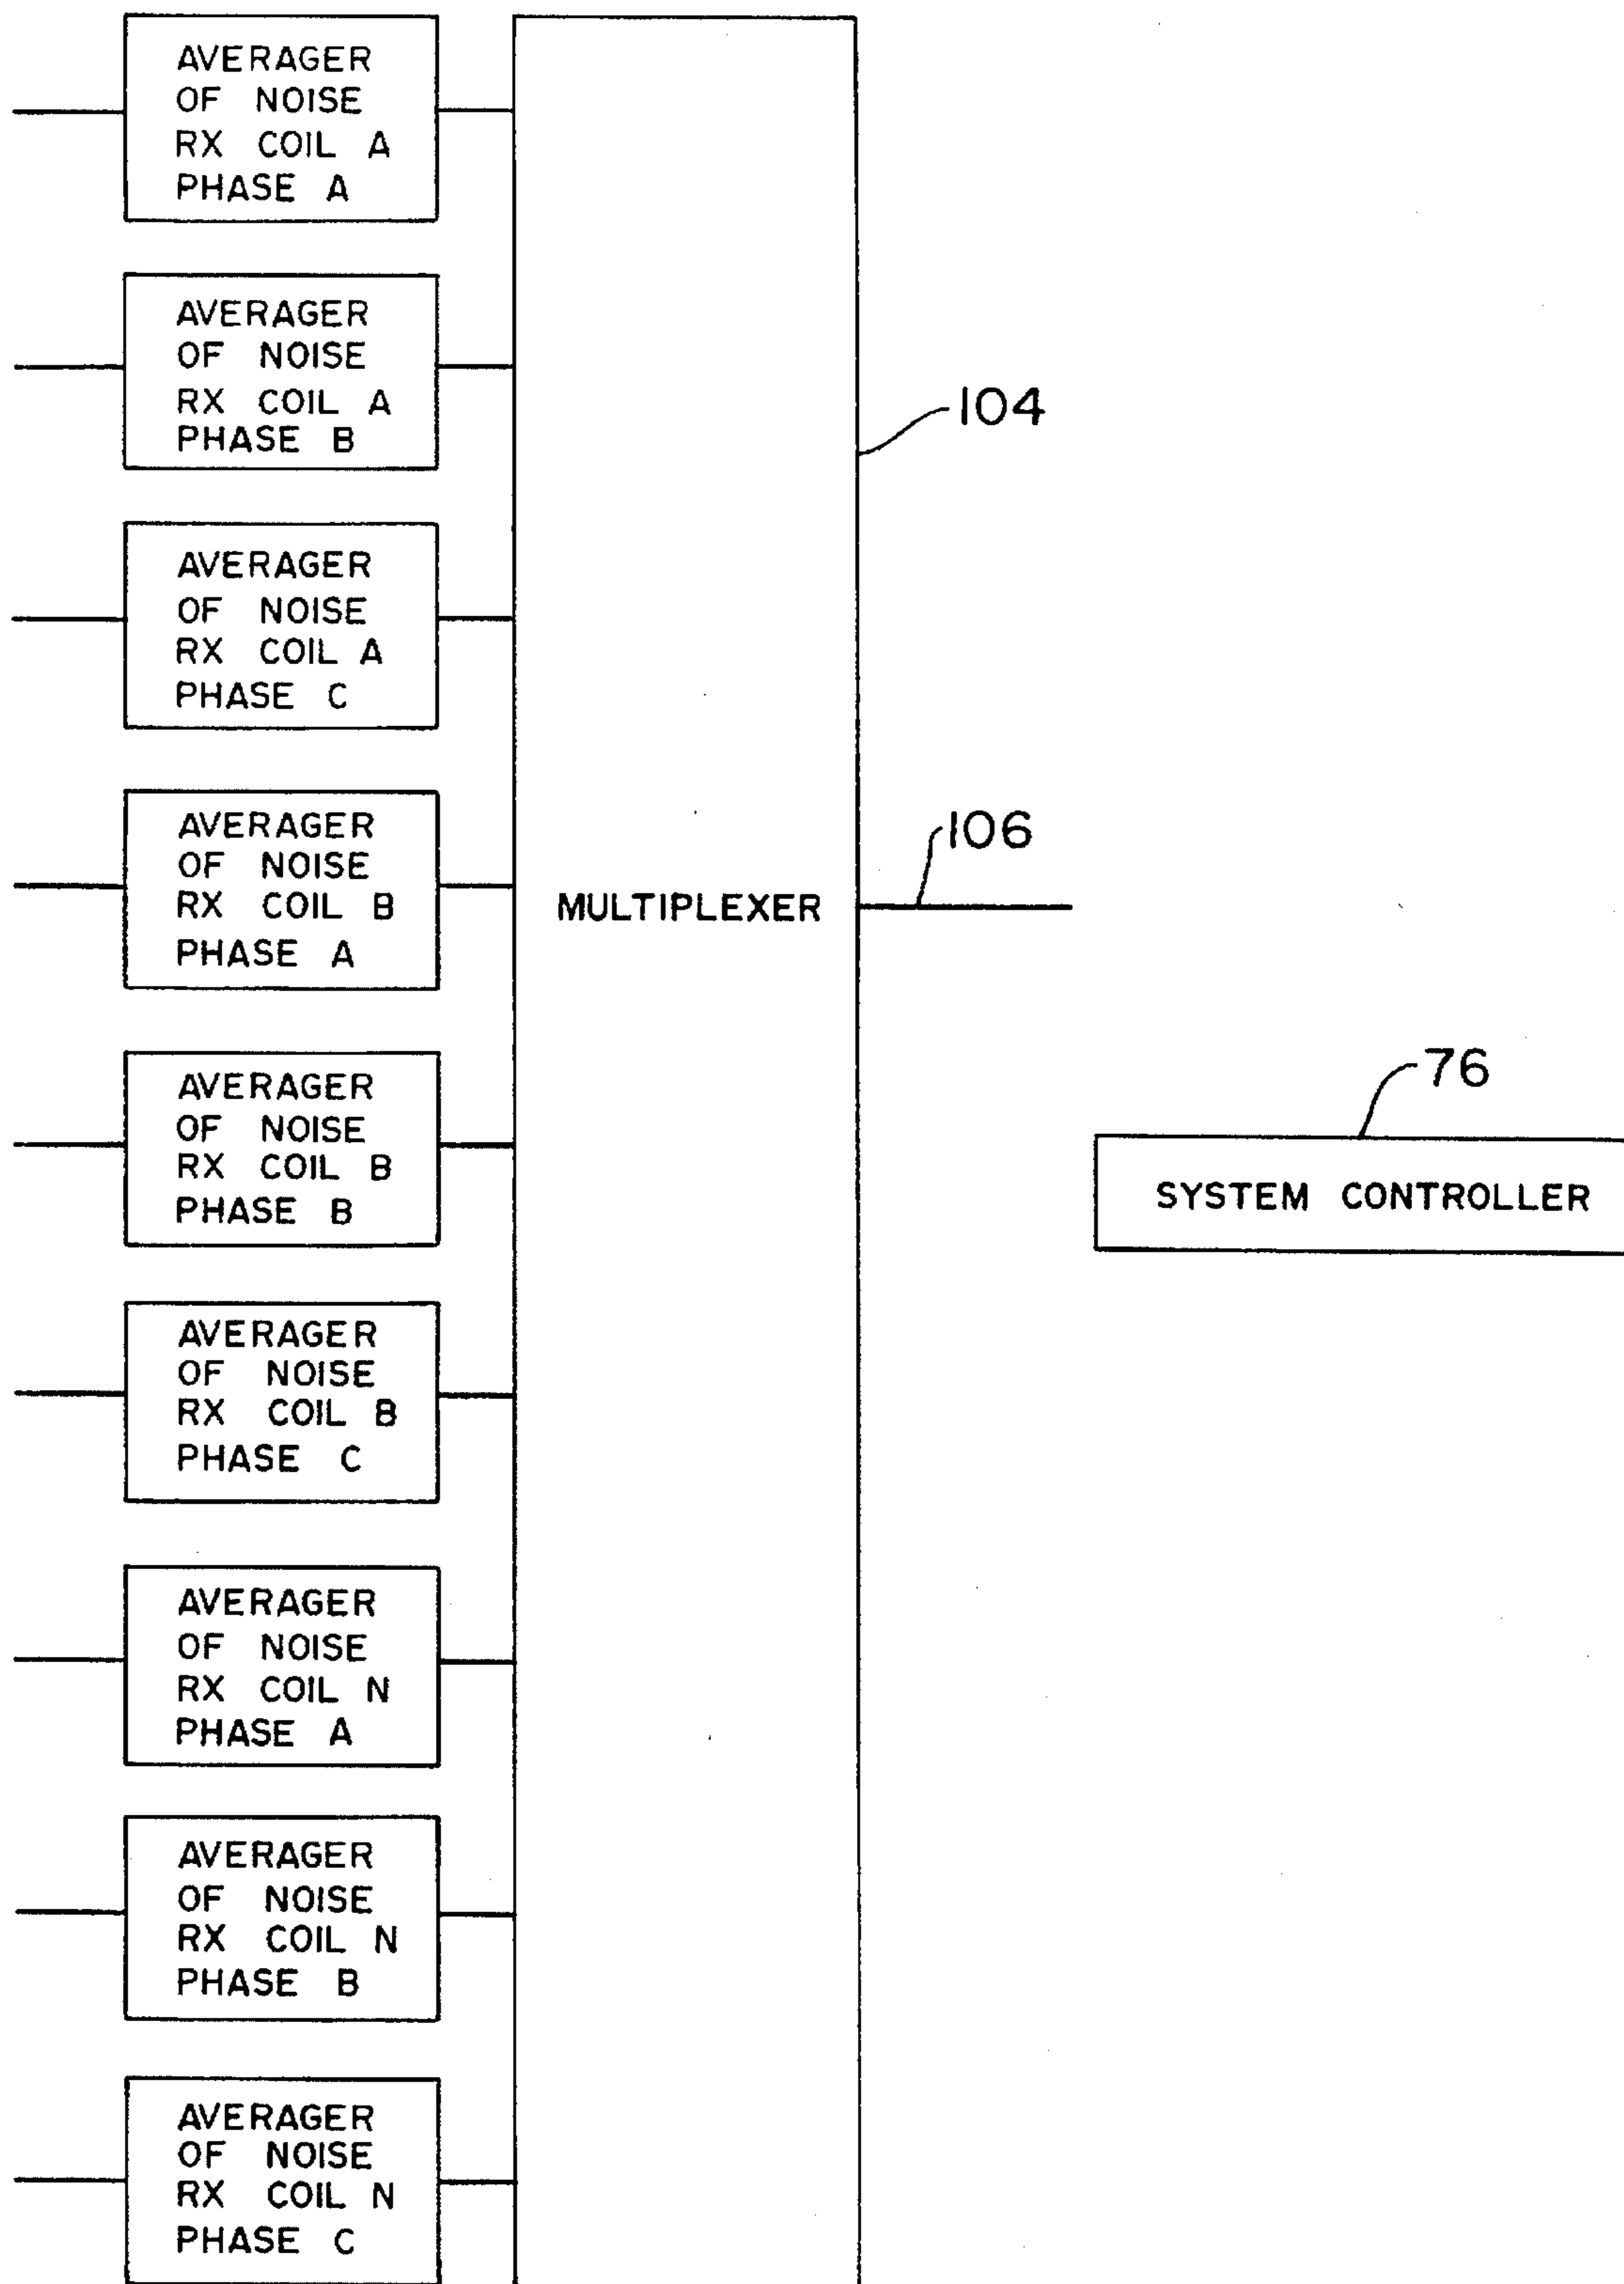 AVERAGER
OF NOISE
RX COIL A
PHASE A
AVERAGER
OF NOISE
RX COIL A
PHASE B
104
AVERAGER
OF NOISE
RX COIL A
PHASE C
AVERAGER
OF NOISE
RX COIL B
PHASE A
MULTIPLEXER
106
AVERAGER
OF NOISE
RX COIL B
PHASE B
76
SYSTEM CONTROLLER
AVERAGER
OF NOISE
RX COIL B
PHASE C
AVERAGER
OF NOISE
RX COIL N
PHASE A
AVERAGER
OF NOISE
RX COIL N
PHASE B
AVERAGER
OF NOISE
RX COIL N
PHASE C